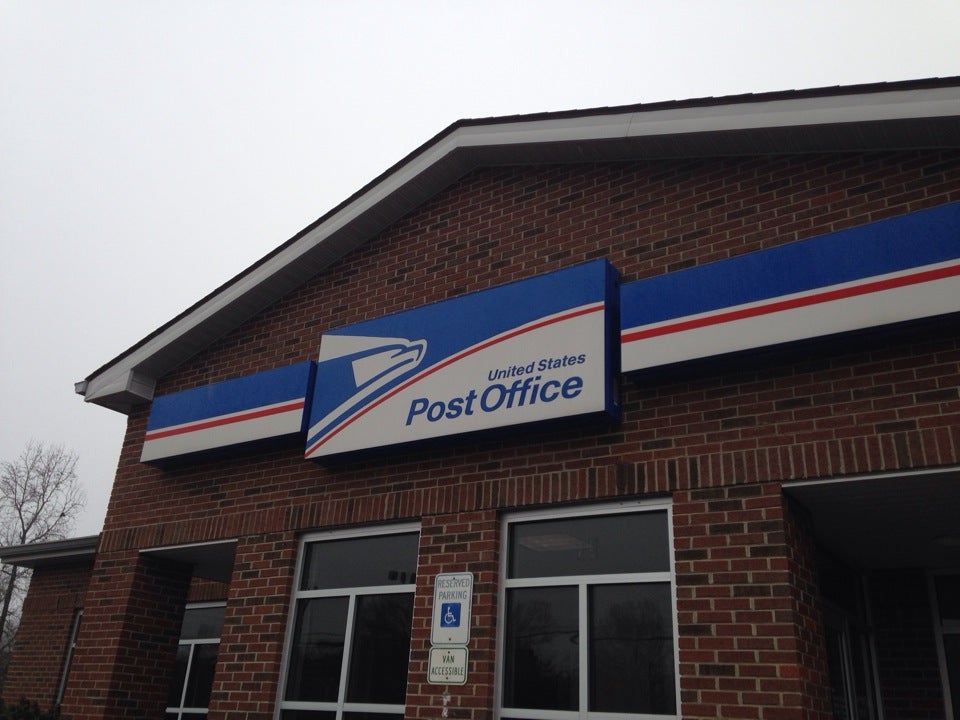 United States
Post Office
RESERVED
PARKING
VAN
ACCESSIBLE